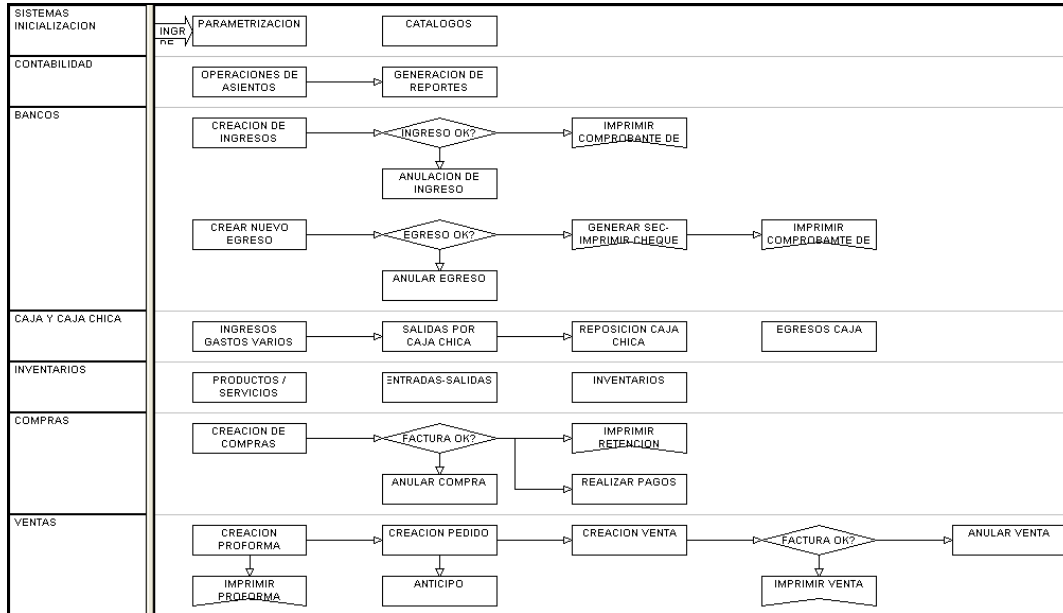 SISTEMAS
INICIALIZACION
INGR
DE
PARAMETRIZACION
CATALOGOS
CONTABILIDAD
OPERACIONES DE
ASIENTOS
GENERACION DE
REPORTES
BANCOS
CREACION DE
INGRESOS
INGRESO OK?
IMPRIMIR
COMPROBANTE DE
ANULACION DE
INGRESO
CREAR NUEVO
EGRESO
EGRESO OK?
GENERAR SEC-
IMPRIMIR CHEQUE
IMPRIMIR
COMPROBAMTE DE
ANULAR EGRESO
CAJA Y CAJA CHICA
INGRESOS
GASTOS VARIOS
SALIDAS POR
CAJA CHICA
REPOSICION CAJA
CHICA
EGRESOS CAJA
INVENTARIOS
PRODUCTOS /
SERVICIOS
ENTRADAS-SALIDAS
INVENTARIOS
COMPRAS
CREACION DE
COMPRAS
FACTURA OK?
IMPRIMIR
RETENCION
ANULAR COMPRA
REALIZAR PAGOS
VENTAS
CREACION
PROFORMA
CREACION PEDIDO
CREACION VENTA
FACTURA OK?
ANULAR VENTA
IMPRIMIR
PROFORMA
ANTICIPO
IMPRIMIR VENTA